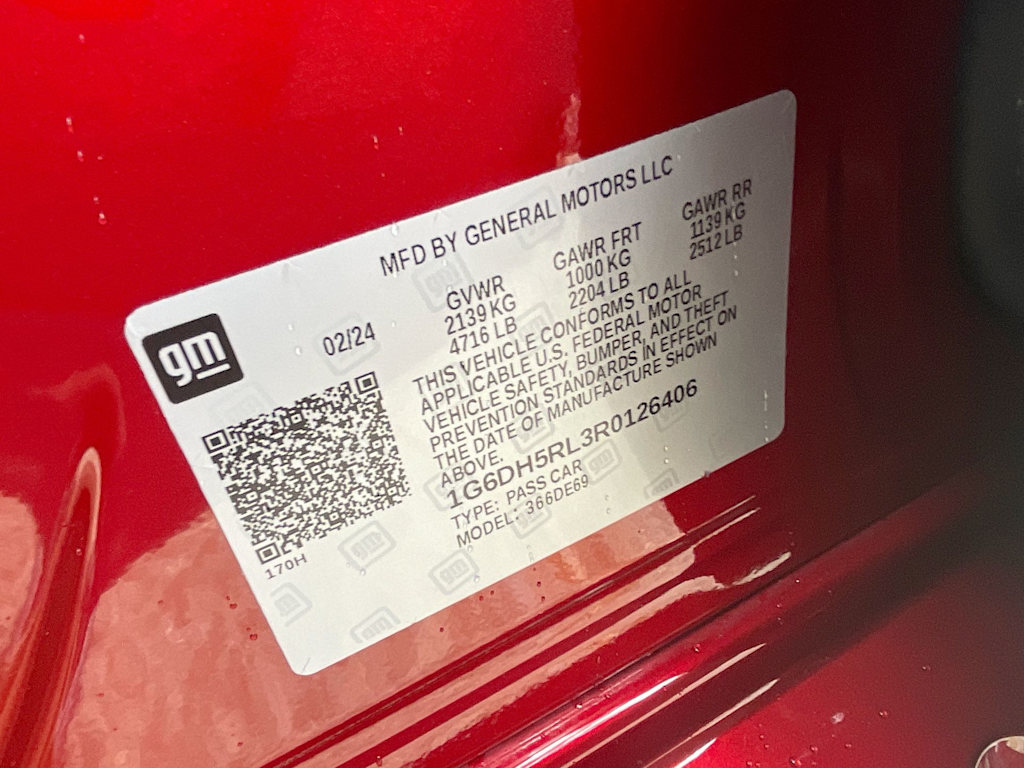 MFD BY GENERAL MOTORS LLC
gm
02/24
GVWR GAWR FRT GAWR RR
2139 KG 1000 KG 1139 KG
4716 LB 2204 LB 2512 LB
THIS VEHICLE CONFORMS TO ALL
APPLICABLE U.S. FEDERAL MOTOR
VEHICLE SAFETY, BUMPER, AND THEFT
PREVENTION STANDARDS IN EFFECT ON
THE DATE OF MANUFACTURE SHOWN
ABOVE.
1G6DH5RL3R0126406
TYPE: PASS CAR
MODEL: 366DE69
170H